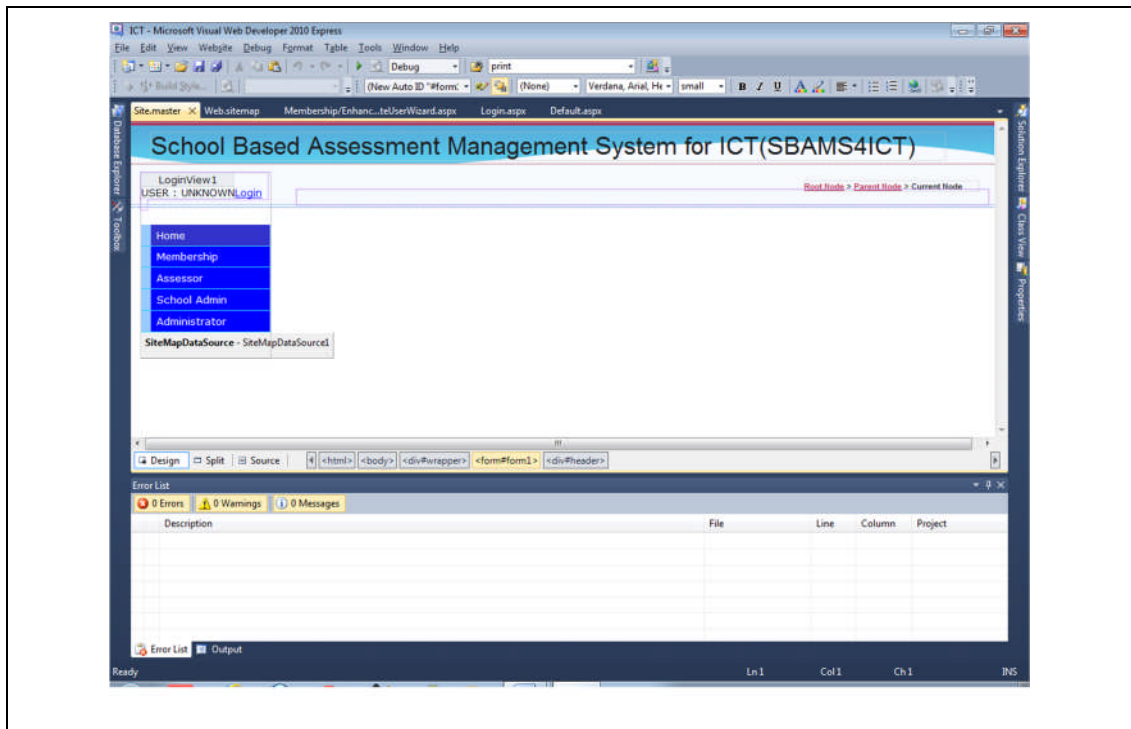 ICT - Microsoft Visual Web Developer 2010 Express
File Edit View Website Debug Format Table Tools Window Help
Debug print
(New Auto ID "#form: (None) Verdana, Arial, He small B I U
Site.master Web.sitemap Membership/Enhanc...teUserWizard.aspx Login.aspx Default.aspx
Database Explorer
Toolbox
School Based Assessment Management System for ICT(SBAMS4ICT)
LoginView1
USER : UNKNOWNLogin
Root Node > Parent Node > Current Node
Home
Membership
Assessor
School Admin
Administrator
SiteMapDataSource - SiteMapDataSource1
Solution Explorer
Class View
Properties
Design Split Source <html> <body> <div#wrapper> <form#form1> <div#header>
Error List
0 Errors 0 Warnings 0 Messages
Description File Line Column Project
Error List Output
Ready Ln 1 Col 1 Ch 1 INS